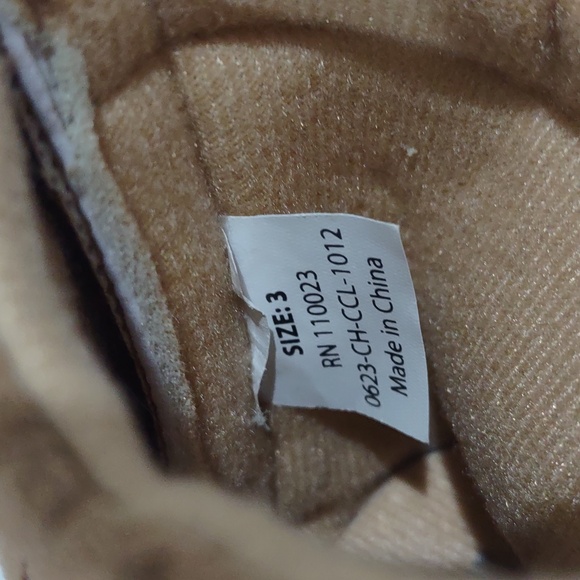 SIZE: 3
RN 110023
0623-CH-CCL-1012
Made in China